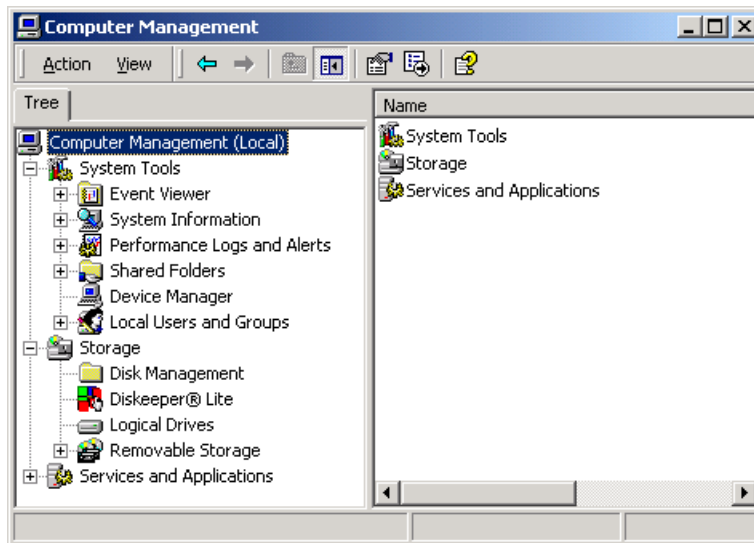 Computer Management
Action View
Tree
Computer Management (Local)
System Tools
Event Viewer
System Information
Performance Logs and Alerts
Shared Folders
Device Manager
Local Users and Groups
Storage
Disk Management
Diskeeper® Lite
Logical Drives
Removable Storage
Services and Applications
Name
System Tools
Storage
Services and Applications